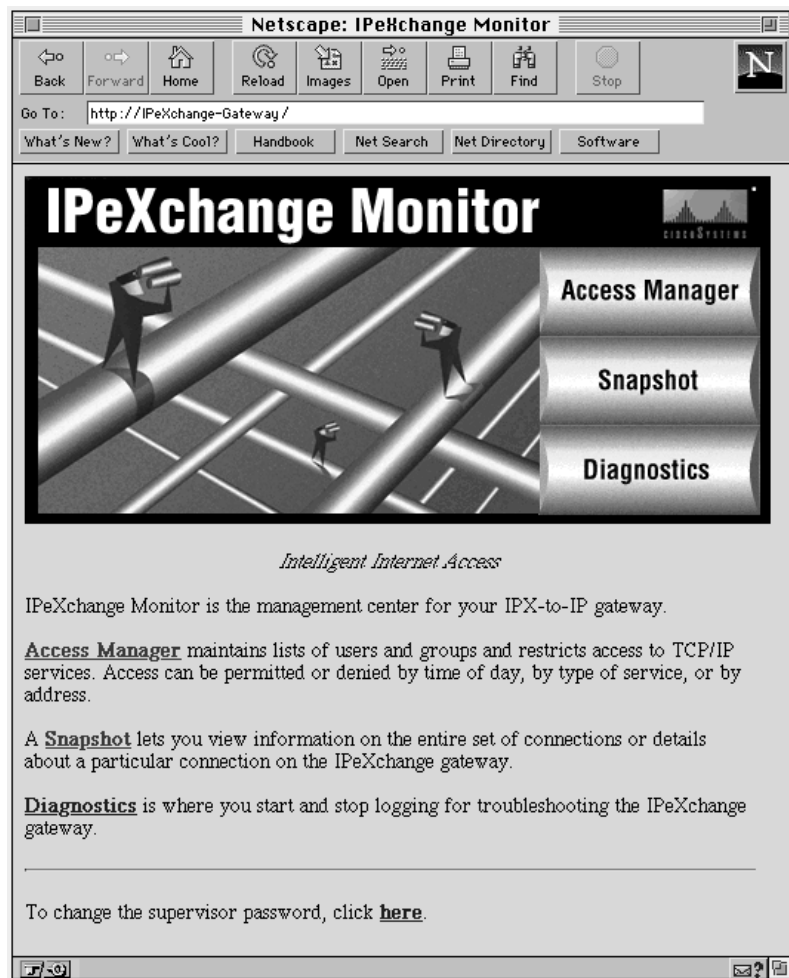 Netscape: IPeXchange Monitor
Back Forward Home Reload Images Open Print Find Stop
N
Go To: http://IPeXchange-Gateway/
What's New? What's Cool? Handbook Net Search Net Directory Software
IPeXchange Monitor
CISCO SYSTEMS
Access Manager
Snapshot
Diagnostics
Intelligent Internet Access
IPeXchange Monitor is the management center for your IPX-to-IP gateway.
Access Manager maintains lists of users and groups and restricts access to TCP/IP
services. Access can be permitted or denied by time of day, by type of service, or by
address.
A Snapshot lets you view information on the entire set of connections or details
about a particular connection on the IPeXchange gateway.
Diagnostics is where you start and stop logging for troubleshooting the IPeXchange
gateway.
To change the supervisor password, click here.